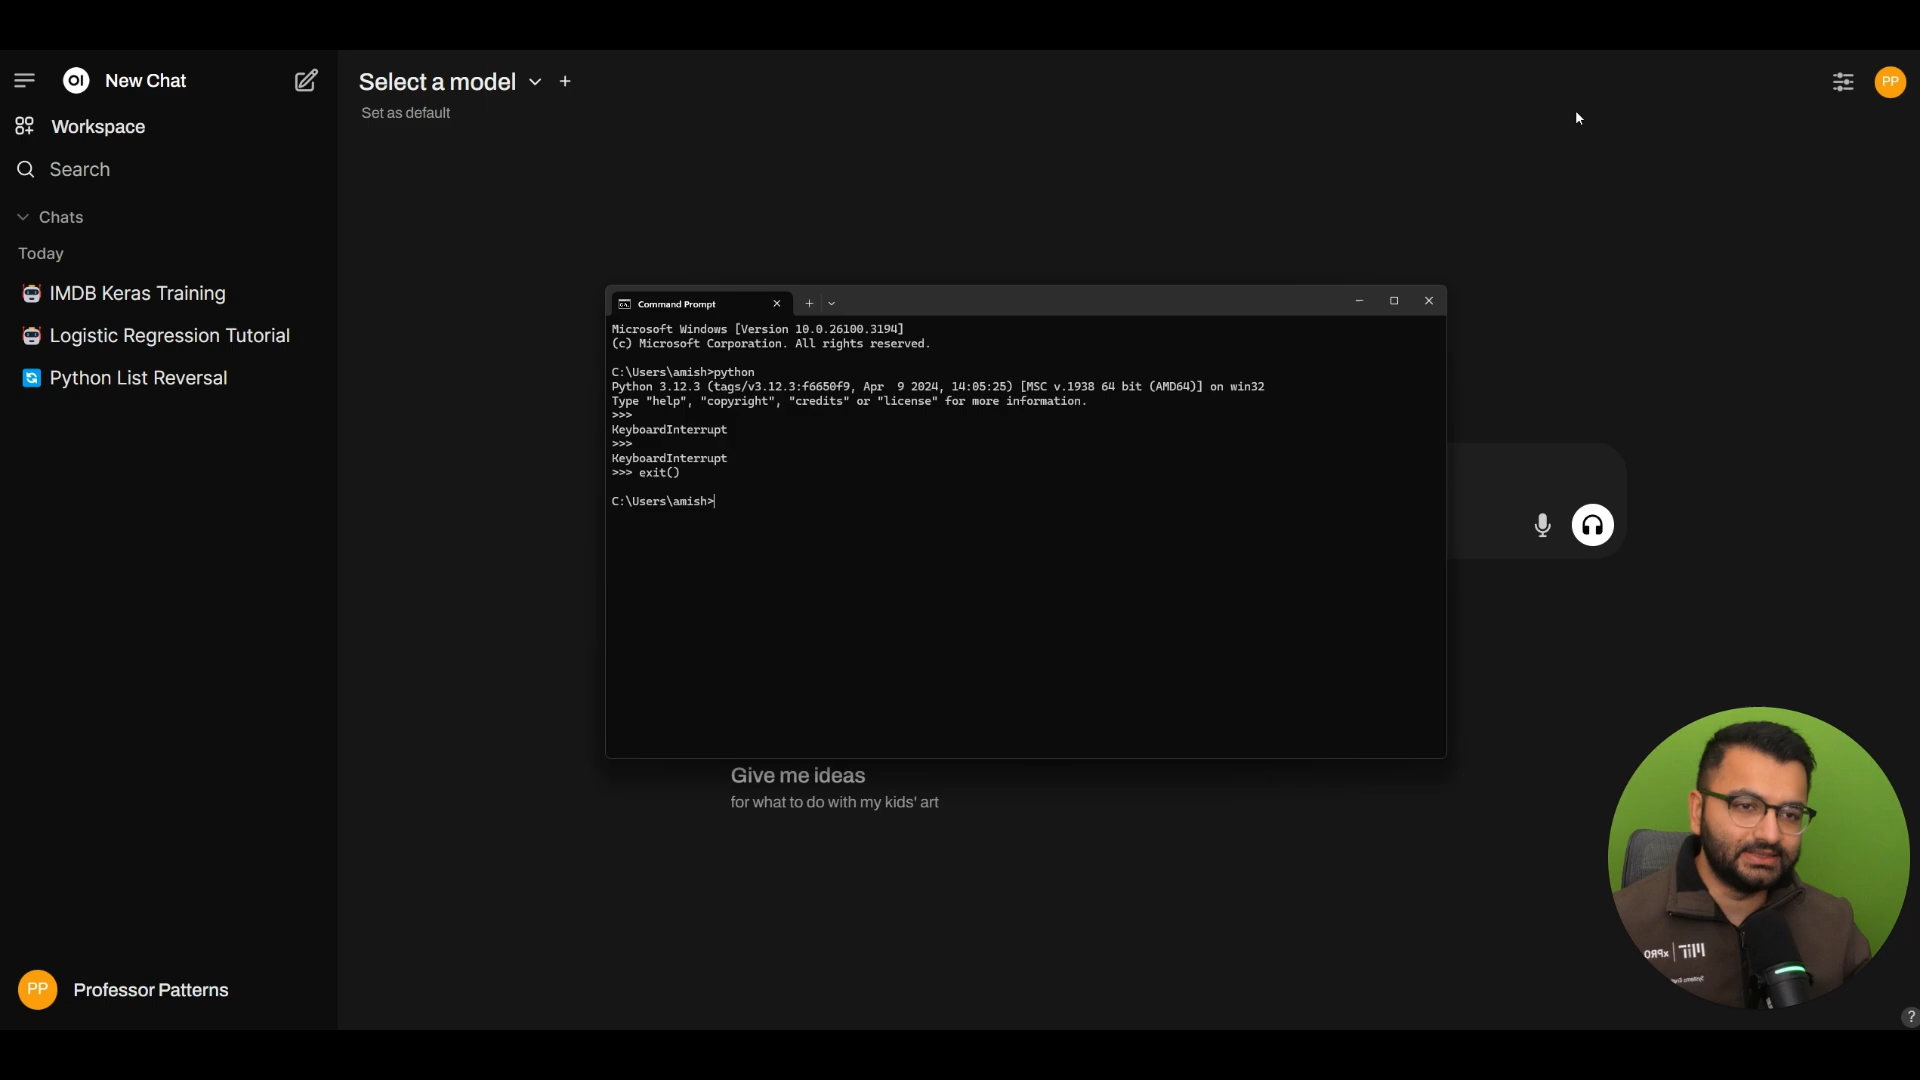 OI New Chat
Workspace
Search
Chats
Today
IMDB Keras Training
Logistic Regression Tutorial
Python List Reversal
PP Professor Patterns
Select a model
Set as default
PP
Command Prompt
Microsoft Windows [Version 10.0.26100.3194]
(c) Microsoft Corporation. All rights reserved.
C:\Users\amish>python
Python 3.12.3 (tags/v3.12.3:f6650f9, Apr  9 2024, 14:05:25) [MSC v.1938 64 bit (AMD64)] on win32
Type "help", "copyright", "credits" or "license" for more information.
>>>
KeyboardInterrupt
>>>
KeyboardInterrupt
>>> exit()
C:\Users\amish>
Give me ideas
for what to do with my kids' art
MIT | xPRO
?